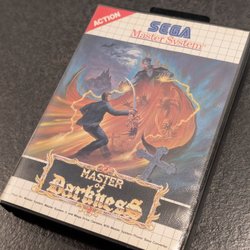 ACTION
SEGA
Master System
MASTER
of
Darkness